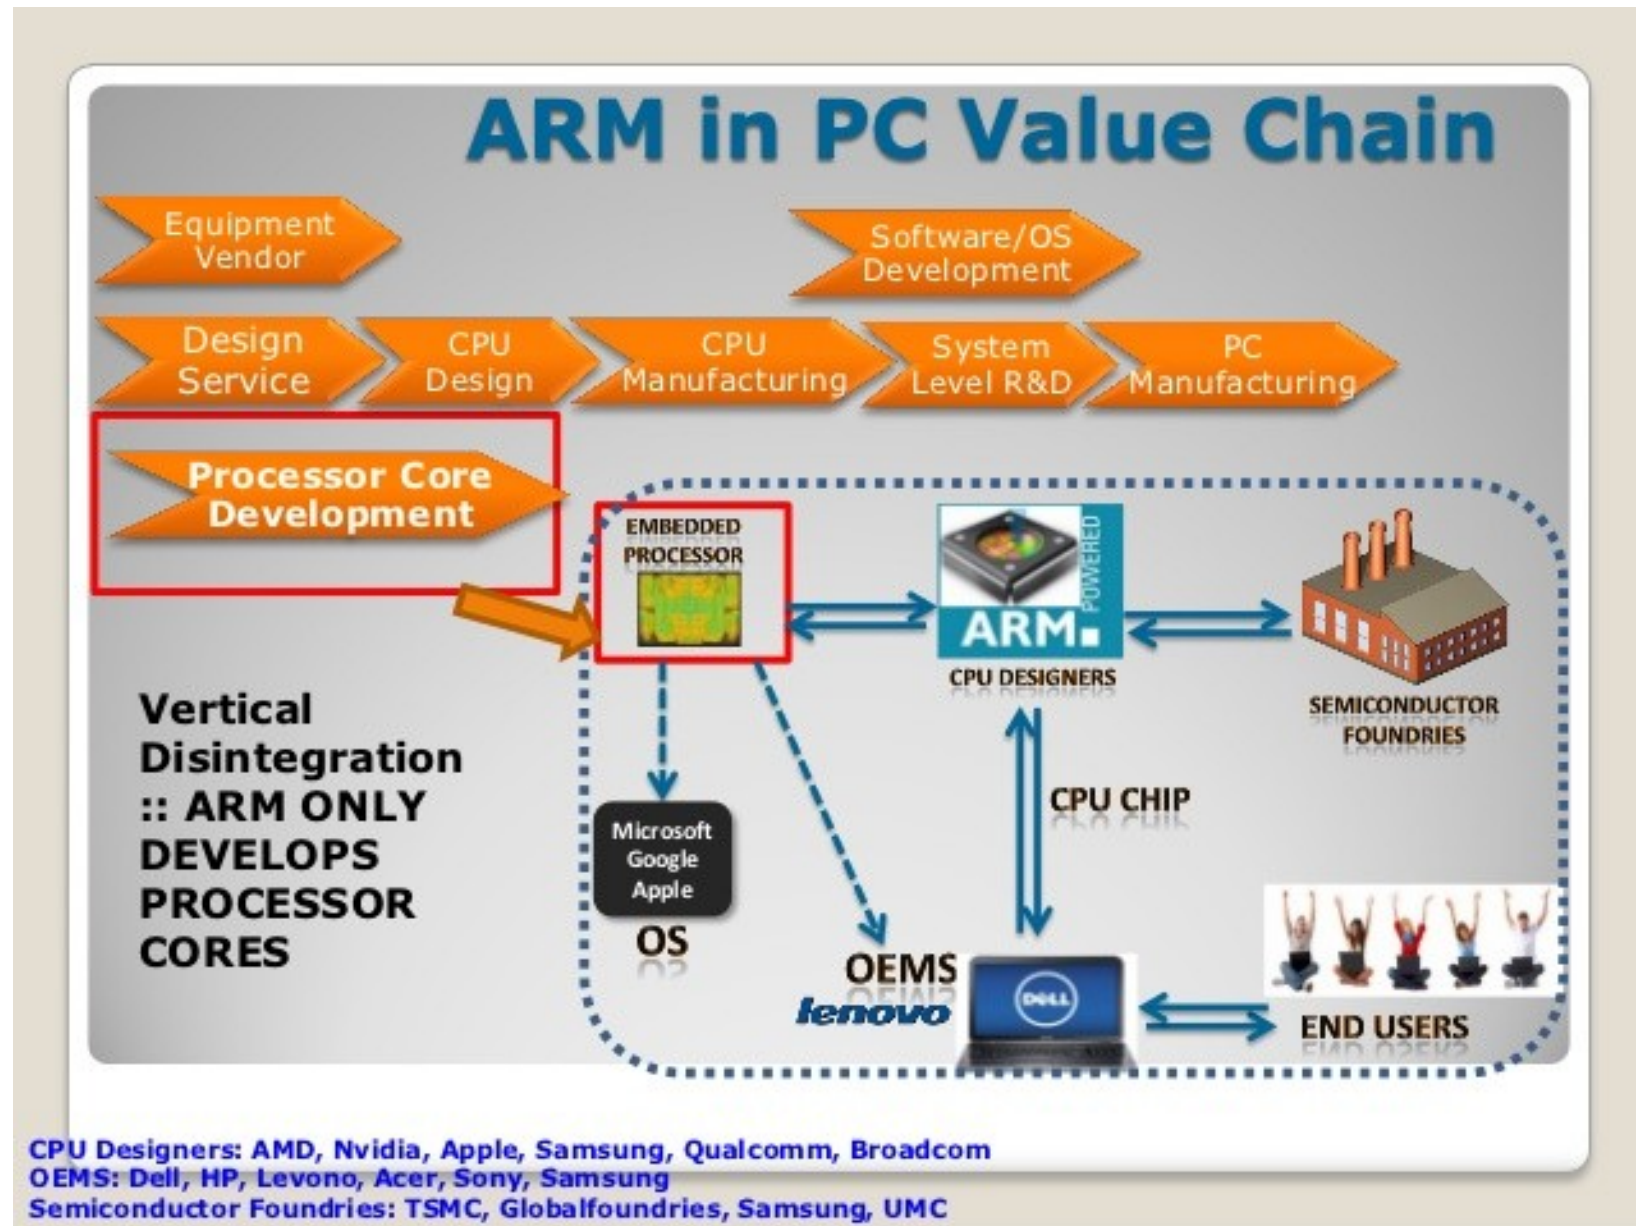 ARM in PC Value Chain
Equipment
Vendor
Software/OS
Development
Design
Service
CPU
Design
CPU
Manufacturing
System
Level R&D
PC
Manufacturing
Processor Core
Development
EMBEDDED
PROCESSOR
POWERED
ARM
CPU DESIGNERS
SEMICONDUCTOR
FOUNDRIES
Vertical
Disintegration
:: ARM ONLY
DEVELOPS
PROCESSOR
CORES
CPU CHIP
Microsoft
Google
Apple
OS
OEMS
lenovo
DELL
END USERS
CPU Designers: AMD, Nvidia, Apple, Samsung, Qualcomm, Broadcom
OEMS: Dell, HP, Levono, Acer, Sony, Samsung
Semiconductor Foundries: TSMC, Globalfoundries, Samsung, UMC